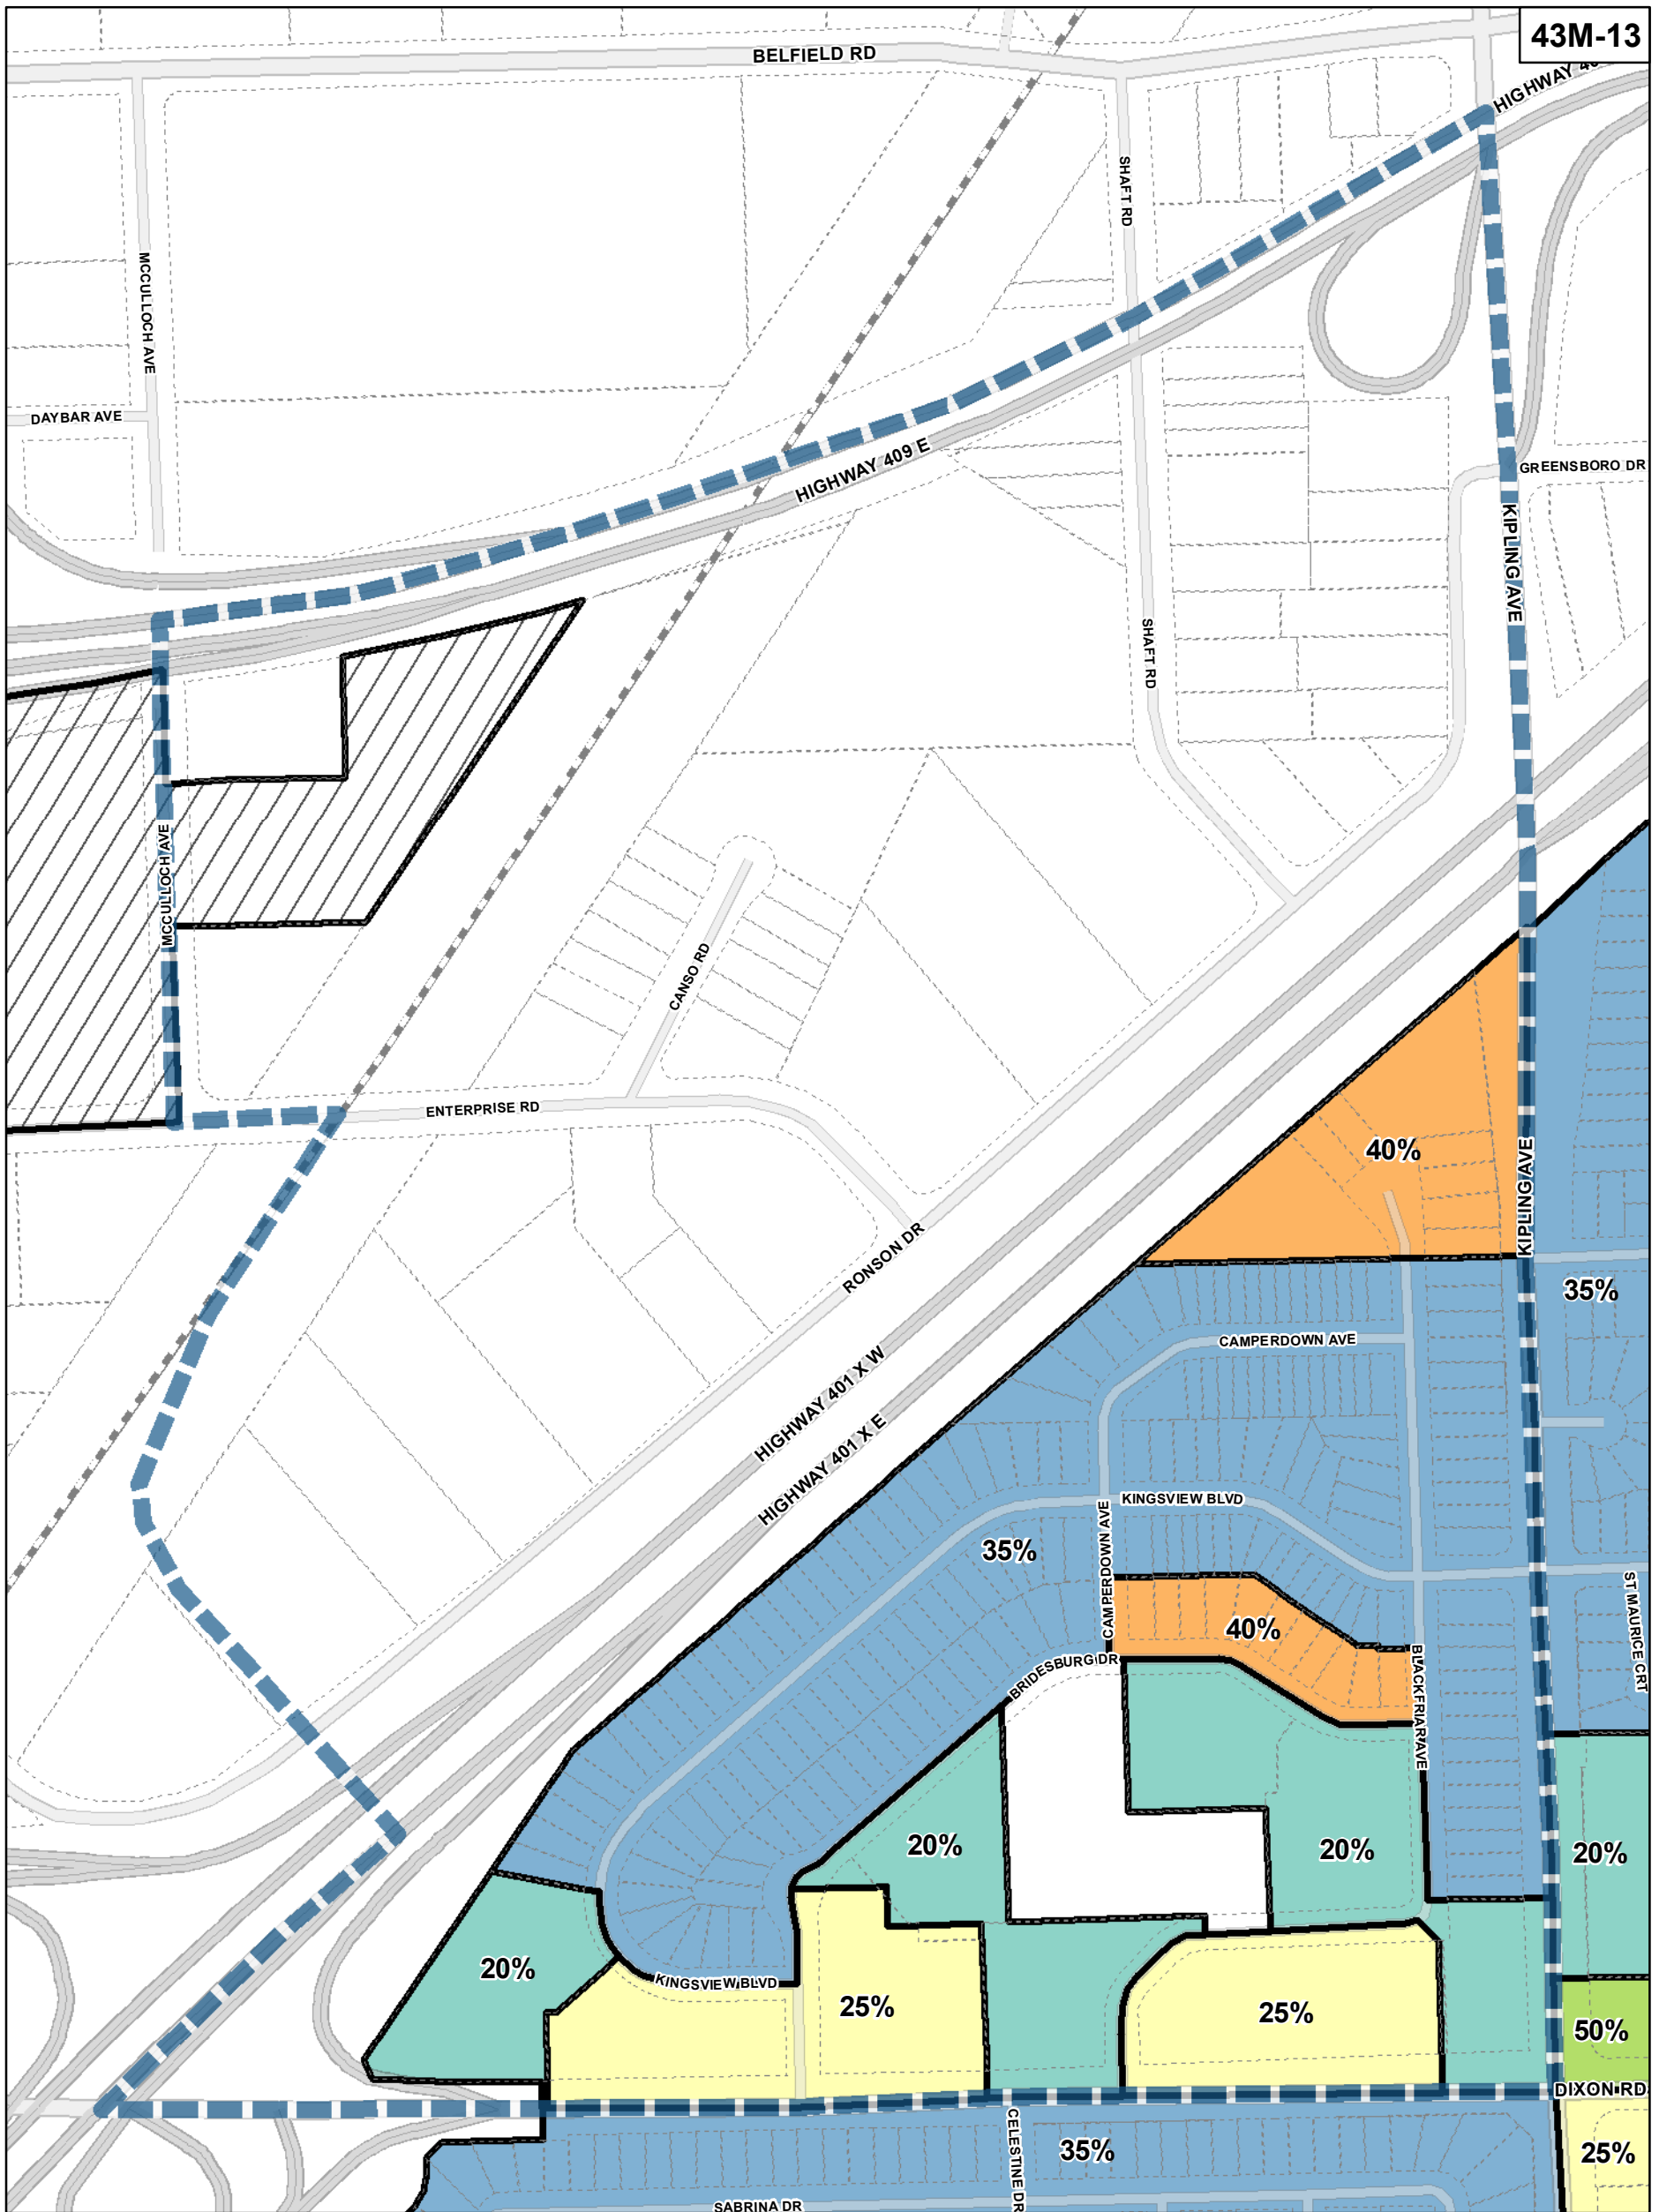 43M-13
BELFIELD RD
SHAFT RD
MCCULLOCH AVE
DAYBAR AVE
HIGHWAY 409 E
GREENSBORO DR
KIPLING AVE
SHAFT RD
MCCULLOCH AVE
CANSO RD
ENTERPRISE RD
40%
KIPLING AVE
RONSON DR
35%
CAMPERDOWN AVE
HIGHWAY 401 X W
HIGHWAY 401 X E
KINGSVIEW BLVD
35%
CAMPERDOWN AVE
ST MAURICE CRT
40%
BRIDESBURG DR
BLACKFRIAR AVE
20%
20%
20%
20%
KINGSVIEW BLVD
25%
25%
50%
DIXON RD
CELESTINE DR
35%
25%
SABRINA DR